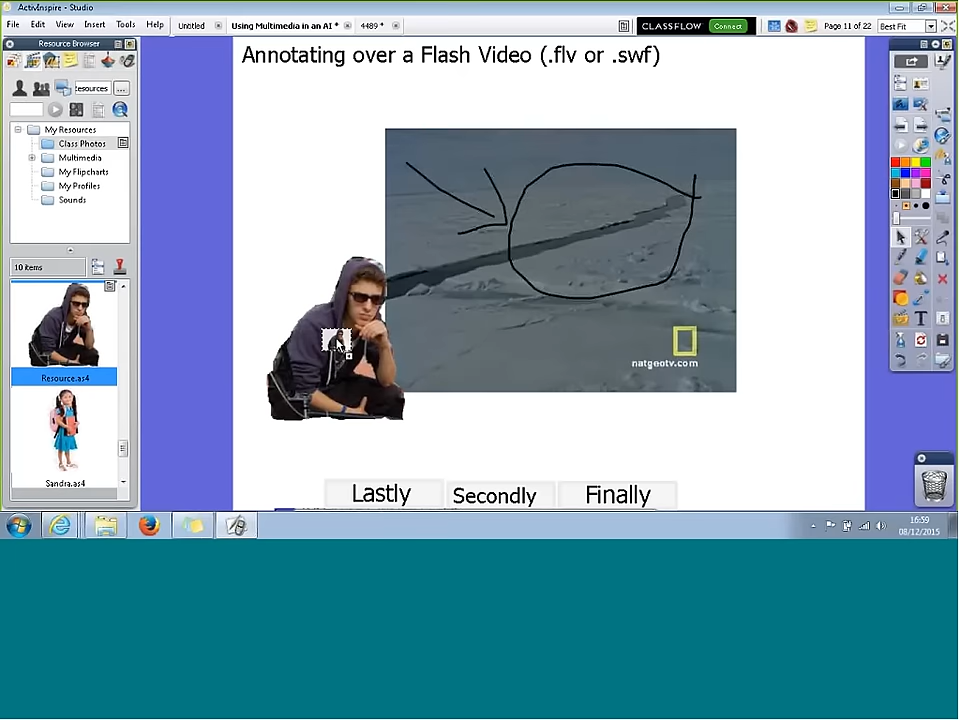 ActivInspire - Studio
File Edit View Insert Tools Help Untitled Using Multimedia in an AI * 4489 * CLASSFLOW Connect Page 11 of 22 Best Fit
Resource Browser
Annotating over a Flash Video (.flv or .swf)
esources ...
My Resources
Class Photos
Multimedia
My Flipcharts
My Profiles
Sounds
10 items
Resource.as4
Sandra.as4
natgeotv.com
Lastly Secondly Finally
16:59
08/12/2015